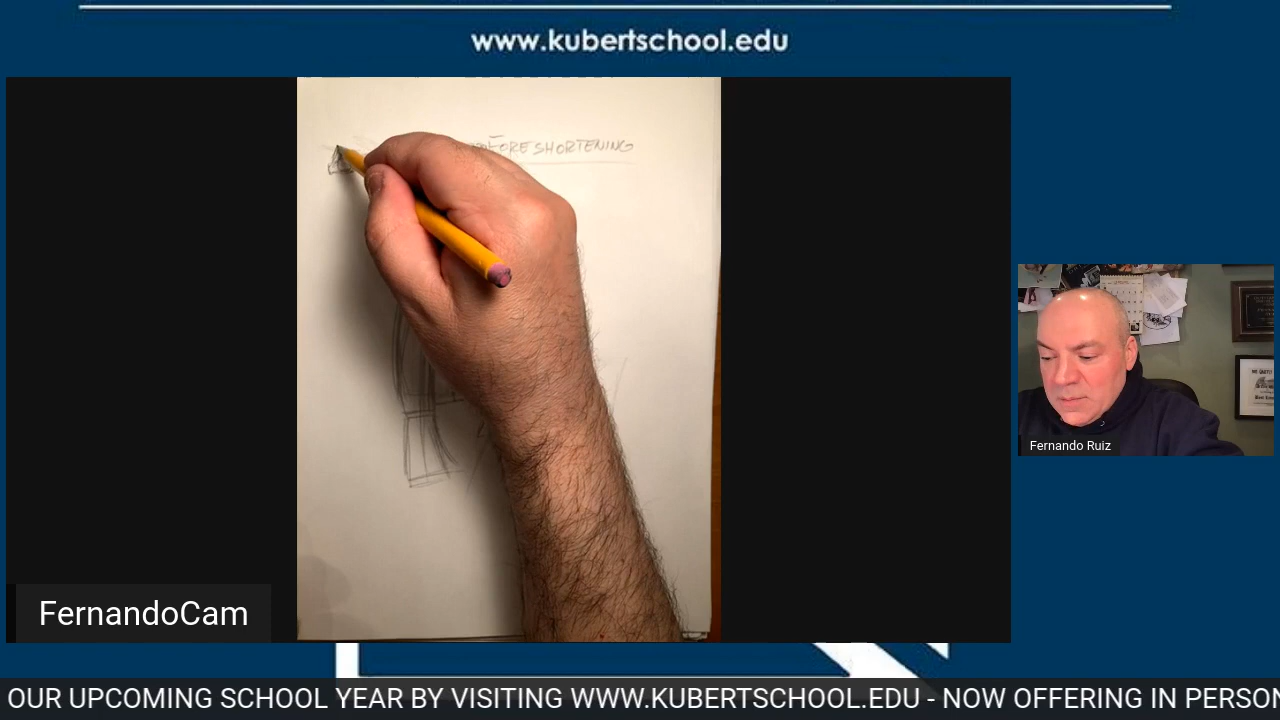 www.kubertschool.edu
FORESHORTENING
Fernando Ruiz
FernandoCam
OUR UPCOMING SCHOOL YEAR BY VISITING WWW.KUBERTSCHOOL.EDU - NOW OFFERING IN PERSON